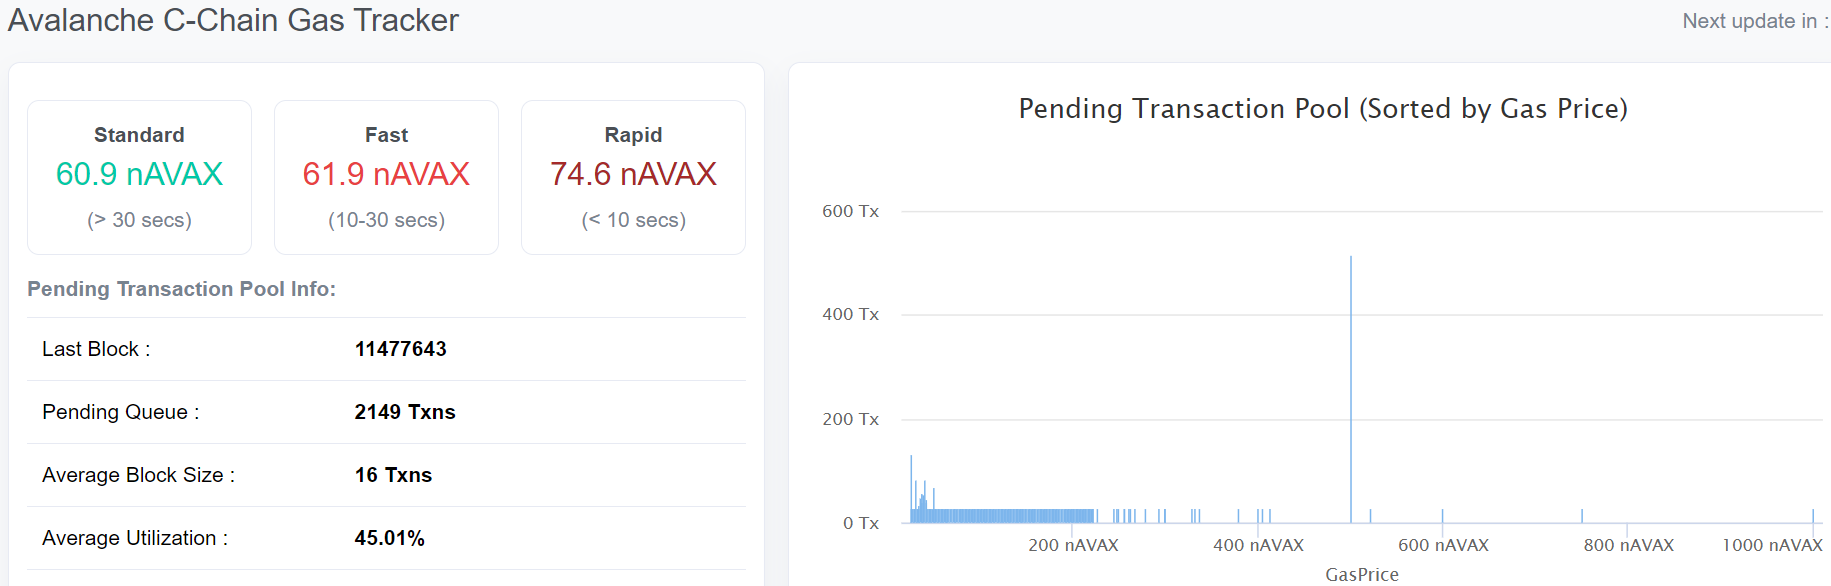 Avalanche C-Chain Gas Tracker
Next update in :
Standard
60.9 nAVAX
(> 30 secs)
Fast
61.9 nAVAX
(10-30 secs)
Rapid
74.6 nAVAX
(< 10 secs)
Pending Transaction Pool Info:
Last Block : 11477643
Pending Queue : 2149 Txns
Average Block Size : 16 Txns
Average Utilization : 45.01%
Pending Transaction Pool (Sorted by Gas Price)
600 Tx
400 Tx
200 Tx
0 Tx
200 nAVAX 400 nAVAX 600 nAVAX 800 nAVAX 1000 nAVAX
GasPrice